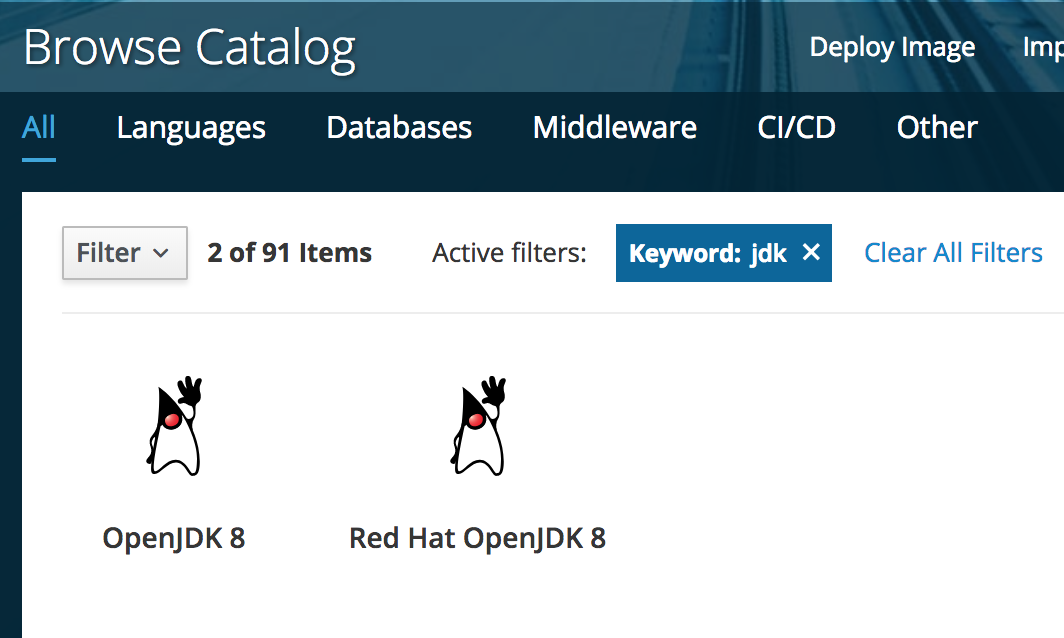 Browse Catalog
Deploy Image
All Languages Databases Middleware CI/CD Other
Filter 2 of 91 Items Active filters: Keyword: jdk × Clear All Filters
OpenJDK 8 Red Hat OpenJDK 8